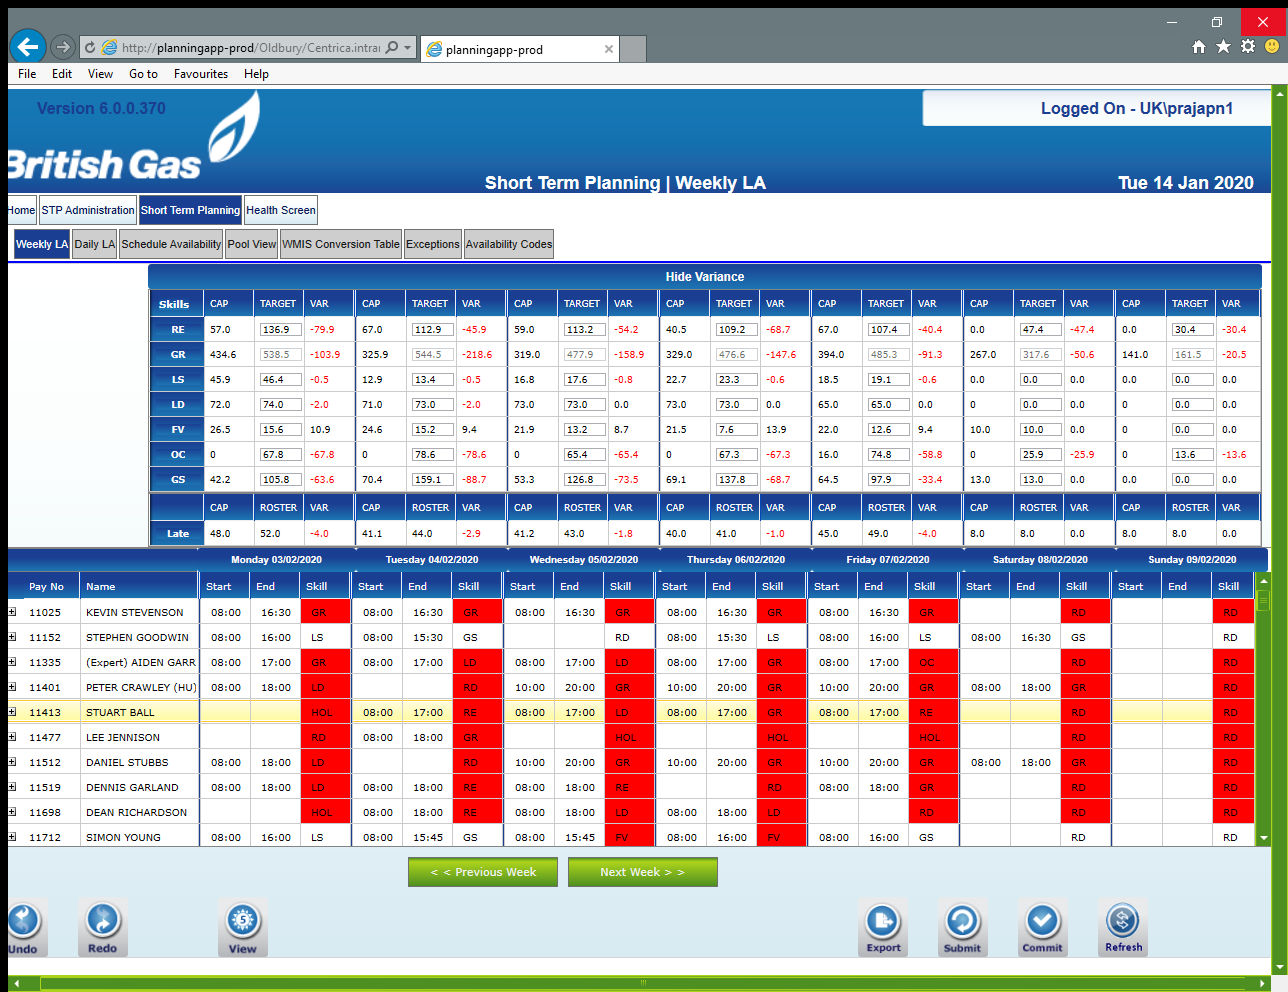 http://planningapp-prod/Oldbury/Centrica.intran
planningapp-prod
File Edit View Go to Favourites Help
Version 6.0.0.370
Logged On - UK\prajapn1
British Gas
Short Term Planning | Weekly LA
Tue 14 Jan 2020
Home STP Administration Short Term Planning Health Screen
Weekly LA Daily LA Schedule Availability Pool View WMIS Conversion Table Exceptions Availability Codes
Hide Variance
Skills CAP TARGET VAR CAP TARGET VAR CAP TARGET VAR CAP TARGET VAR CAP TARGET VAR CAP TARGET VAR CAP TARGET VAR
RE 57.0 136.9 -79.9 67.0 112.9 -45.9 59.0 113.2 -54.2 40.5 109.2 -68.7 67.0 107.4 -40.4 0.0 47.4 -47.4 0.0 30.4 -30.4
GR 434.6 538.5 -103.9 325.9 544.5 -218.6 319.0 477.9 -158.9 329.0 476.6 -147.6 394.0 485.3 -91.3 267.0 317.6 -50.6 141.0 161.5 -20.5
LS 45.9 46.4 -0.5 12.9 13.4 -0.5 16.8 17.6 -0.8 22.7 23.3 -0.6 18.5 19.1 -0.6 0.0 0.0 0.0 0.0 0.0 0.0
LD 72.0 74.0 -2.0 71.0 73.0 -2.0 73.0 73.0 0.0 73.0 73.0 0.0 65.0 65.0 0.0 0 0.0 0.0 0 0.0 0.0
FV 26.5 15.6 10.9 24.6 15.2 9.4 21.9 13.2 8.7 21.5 7.6 13.9 22.0 12.6 9.4 10.0 10.0 0.0 0 0.0 0.0
OC 0 67.8 -67.8 0 78.6 -78.6 0 65.4 -65.4 0 67.3 -67.3 16.0 74.8 -58.8 0 25.9 -25.9 0 13.6 -13.6
GS 42.2 105.8 -63.6 70.4 159.1 -88.7 53.3 126.8 -73.5 69.1 137.8 -68.7 64.5 97.9 -33.4 13.0 13.0 0.0 0 0.0 0.0
CAP ROSTER VAR CAP ROSTER VAR CAP ROSTER VAR CAP ROSTER VAR CAP ROSTER VAR CAP ROSTER VAR CAP ROSTER VAR
Late 48.0 52.0 -4.0 41.1 44.0 -2.9 41.2 43.0 -1.8 40.0 41.0 -1.0 45.0 49.0 -4.0 8.0 8.0 0.0 8.0 8.0 0.0
Monday 03/02/2020 Tuesday 04/02/2020 Wednesday 05/02/2020 Thursday 06/02/2020 Friday 07/02/2020 Saturday 08/02/2020 Sunday 09/02/2020
Pay No Name Start End Skill Start End Skill Start End Skill Start End Skill Start End Skill Start End Skill Start End Skill
11025 KEVIN STEVENSON 08:00 16:30 GR 08:00 16:30 GR 08:00 16:30 GR 08:00 16:30 GR 08:00 16:30 GR RD RD
11152 STEPHEN GOODWIN 08:00 16:00 LS 08:00 15:30 GS RD 08:00 15:30 LS 08:00 16:00 LS 08:00 16:30 GS RD
11335 (Expert) AIDEN GARR 08:00 17:00 GR 08:00 17:00 LD 08:00 17:00 LD 08:00 17:00 GR 08:00 17:00 OC RD RD
11401 PETER CRAWLEY (HU) 08:00 18:00 LD RD 10:00 20:00 GR 10:00 20:00 GR 10:00 20:00 GR 08:00 18:00 GR RD
11413 STUART BALL HOL 08:00 17:00 RE 08:00 17:00 LD 08:00 17:00 GR 08:00 17:00 RE RD RD
11477 LEE JENNISON RD 08:00 18:00 GR HOL HOL HOL RD RD
11512 DANIEL STUBBS 08:00 18:00 LD RD 10:00 20:00 GR 10:00 20:00 GR 10:00 20:00 GR 08:00 18:00 GR RD
11519 DENNIS GARLAND 08:00 18:00 LD 08:00 18:00 RE 08:00 18:00 RE RD 08:00 18:00 GR RD RD
11698 DEAN RICHARDSON HOL 08:00 18:00 RE 08:00 18:00 LD 08:00 18:00 LD RD RD RD
11712 SIMON YOUNG 08:00 16:00 LS 08:00 15:45 GS 08:00 15:45 FV 08:00 16:00 FV 08:00 16:00 GS RD RD
< < Previous Week Next Week > >
Undo Redo View Export Submit Commit Refresh